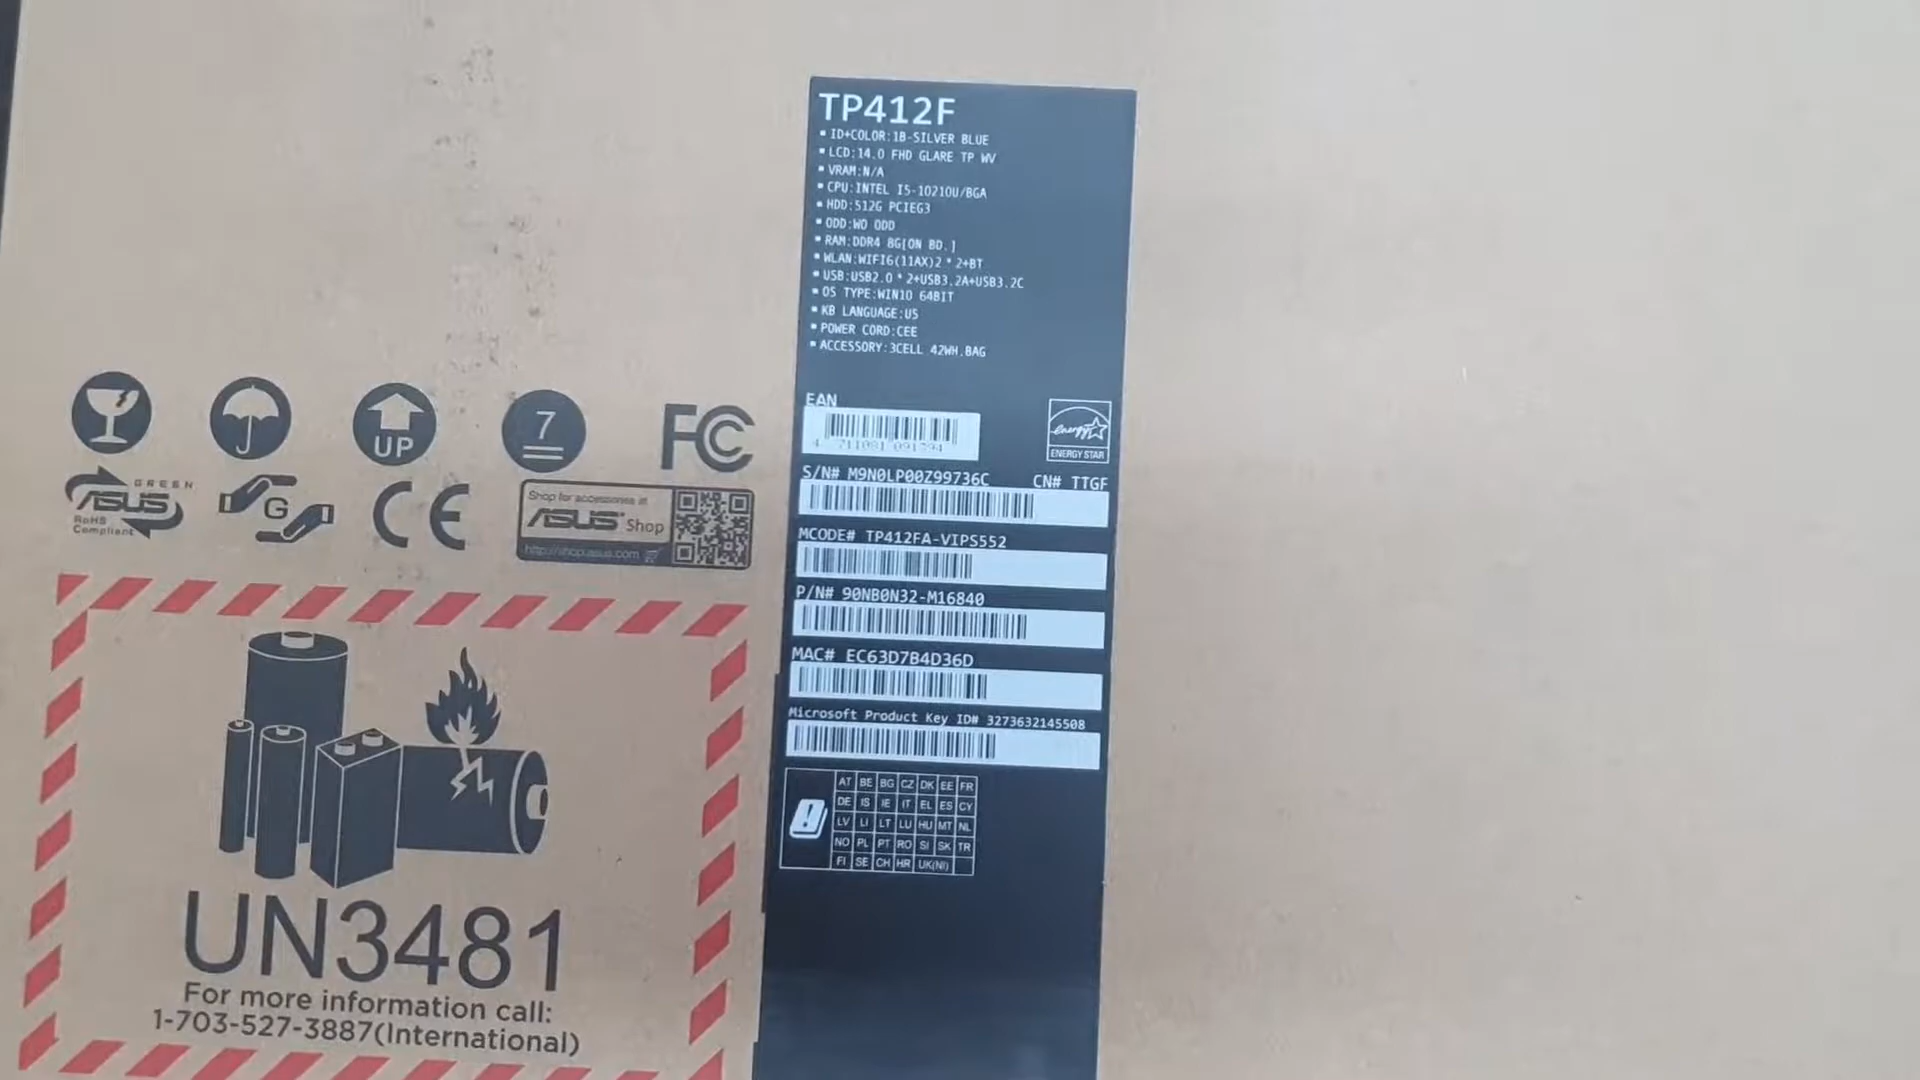 TP412F
▪ ID+COLOR:1B-SILVER BLUE
▪ LCD:14.0 FHD GLARE TP WV
▪ VRAM:N/A
▪ CPU:INTEL I5-10210U/BGA
▪ HDD:512G PCIEG3
▪ ODD:WO ODD
▪ RAM:DDR4 8G[ON BD.]
▪ WLAN:WIFI6(11AX)2*2+BT
▪ USB:USB2.0*2+USB3.2A+USB3.2C
▪ OS TYPE:WIN10 64BIT
▪ KB LANGUAGE:US
▪ POWER CORD:CEE
▪ ACCESSORY:3CELL 42WH.BAG
EAN
4 711081 091794
energy
ENERGY STAR
S/N# M9N0LP00Z99736C CN# TTGF
MCODE# TP412FA-VIPS552
P/N# 90NB0N32-M16840
MAC# EC63D7B4D36D
Microsoft Product Key ID# 3273632145508
AT BE BG CZ DK EE FR
DE IS IE IT EL ES CY
LV LI LT LU HU MT NL
NO PL PT RO SI SK TR
FI SE CH HR UK(NI)
UP
7
FC
GREEN
ASUS
RoHS
Compliant
G
CE
Shop for accessories at
ASUS Shop
http://shop.asus.com
UN3481
For more information call:
1-703-527-3887(International)